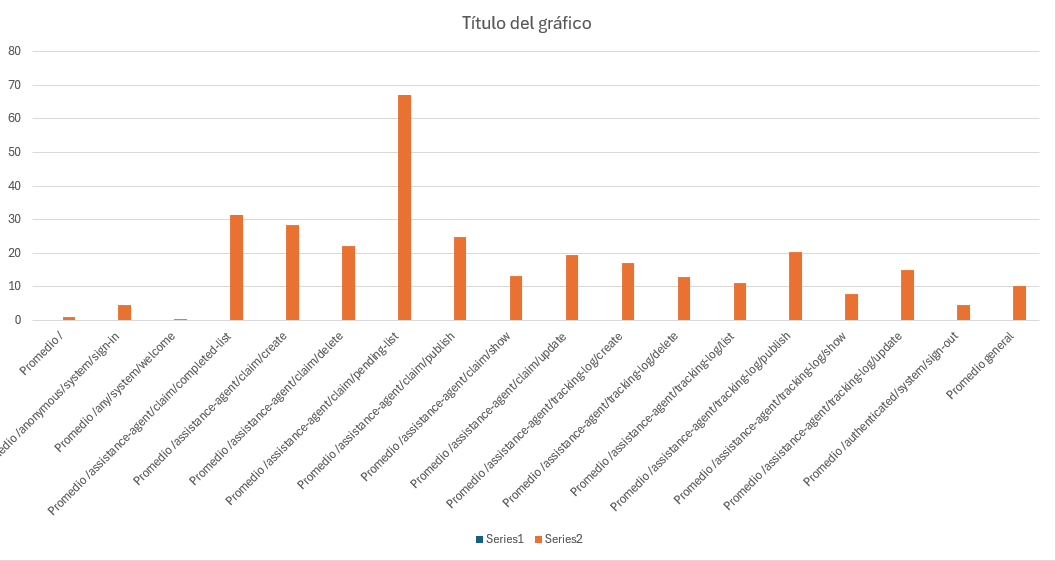 Título del gráfico
80
70
60
50
40
30
20
10
0
Promedio /
edio /anonymous/system/sign-in
Promedio /any/system/welcome
Promedio /assistance-agent/claim/completed-list
Promedio /assistance-agent/claim/create
Promedio /assistance-agent/claim/delete
Promedio /assistance-agent/claim/pending-list
Promedio /assistance-agent/claim/publish
Promedio /assistance-agent/claim/show
Promedio /assistance-agent/claim/update
Promedio /assistance-agent/tracking-log/create
Promedio /assistance-agent/tracking-log/delete
Promedio /assistance-agent/tracking-log/list
Promedio /assistance-agent/tracking-log/publish
Promedio /assistance-agent/tracking-log/show
Promedio /assistance-agent/tracking-log/update
Promedio /authenticated/system/sign-out
Promedio general
Series1 Series2